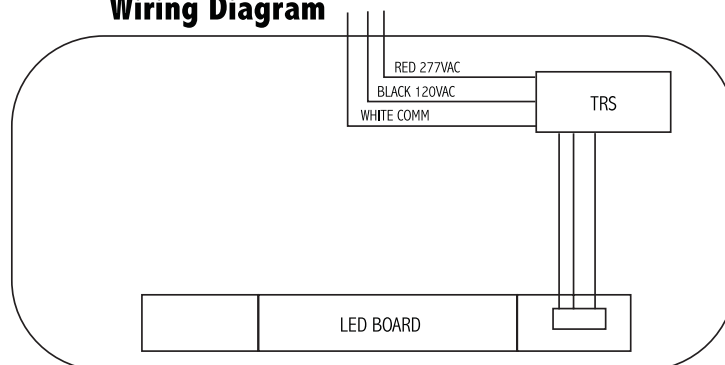 Wiring Diagram
RED 277VAC
BLACK 120VAC
TRS
WHITE COMM
LED BOARD